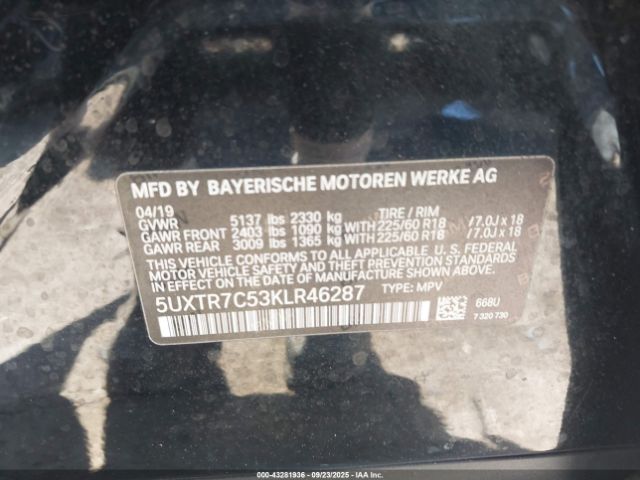 MFD BY BAYERISCHE MOTOREN WERKE AG
04/19 TIRE / RIM
GVWR 5137 lbs 2330 kg
GAWR FRONT 2403 lbs 1090 kg WITH 225/60 R18 /7.0J x 18
GAWR REAR 3009 lbs 1365 kg WITH 225/60 R18 /7.0J x 18
THIS VEHICLE CONFORMS TO ALL APPLICABLE U. S. FEDERAL
MOTOR VEHICLE SAFETY, BUMPER, AND
THEFT PREVENTION STANDARDS
IN EFFECT ON THE DATE OF MANUFACTURE SHOWN ABOVE.
5UXTR7C53KLR46287 TYPE: MPV
668U
7 320 730
000-43281936 - 09/23/2025 - IAA Inc.